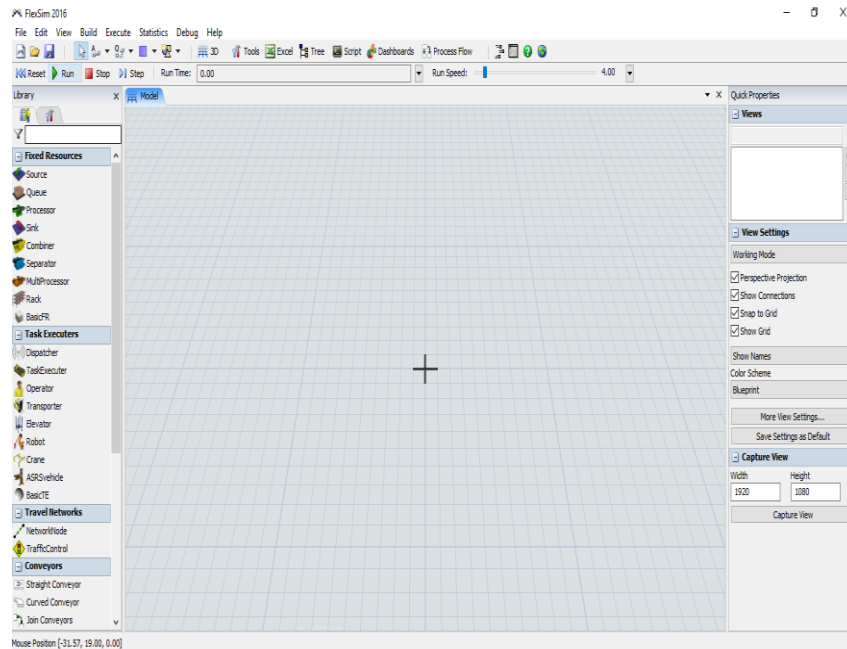 FlexSim 2016
File Edit View Build Execute Statistics Debug Help
3D Tools Excel Tree Script Dashboards Process Flow
Reset Run Stop Step Run Time: 0.00 Run Speed: 4.00
Library
Model
Quick Properties
Views
Fixed Resources
Source
Queue
Processor
Sink
Combiner
Separator
MultiProcessor
Rack
BasicFR
Task Executers
Dispatcher
TaskExecuter
Operator
Transporter
Elevator
Robot
Crane
ASRSvehicle
BasicTE
Travel Networks
NetworkNode
TrafficControl
Conveyors
Straight Conveyor
Curved Conveyor
Join Conveyors
View Settings
Working Mode
Perspective Projection
Show Connections
Snap to Grid
Show Grid
Show Names
Color Scheme
Blueprint
More View Settings...
Save Settings as Default
Capture View
Width Height
1920 1080
Capture View
Mouse Position [-31.57, 19.00, 0.00]